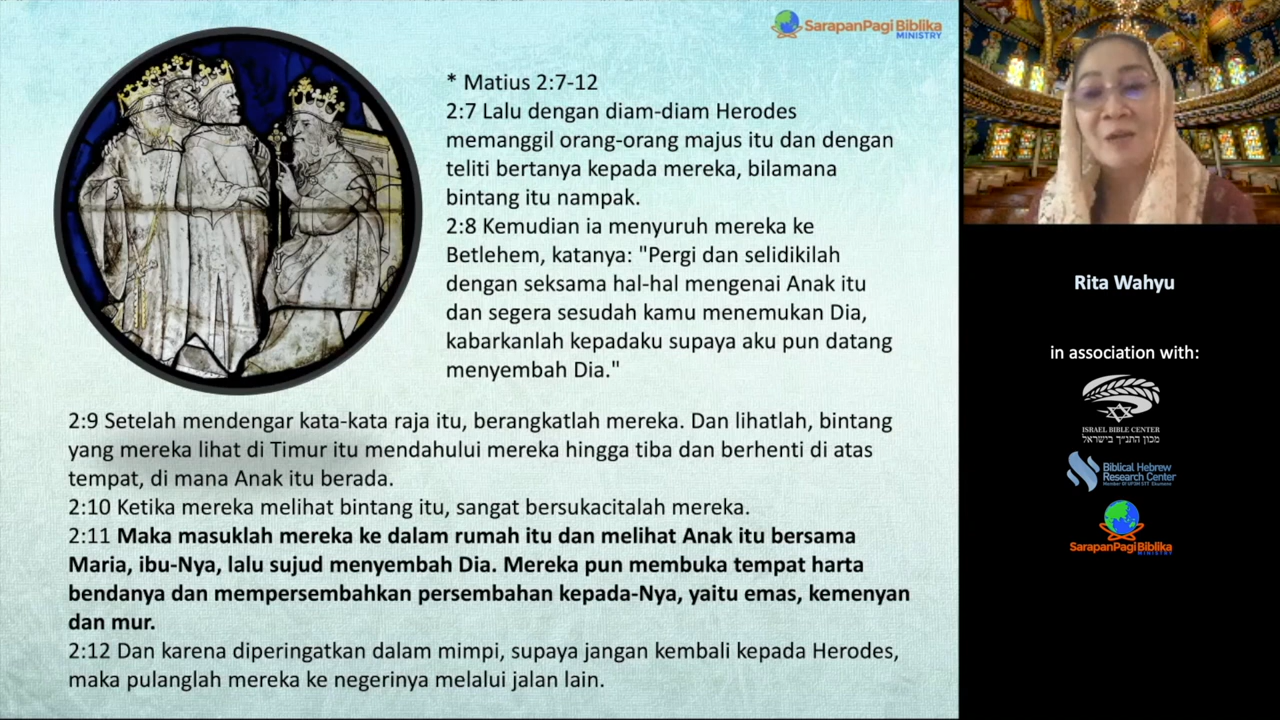 SarapanPagi Biblika
MINISTRY
* Matius 2:7-12
2:7 Lalu dengan diam-diam Herodes
memanggil orang-orang majus itu dan dengan
teliti bertanya kepada mereka, bilamana
bintang itu nampak.
2:8 Kemudian ia menyuruh mereka ke
Betlehem, katanya: "Pergi dan selidikilah
dengan seksama hal-hal mengenai Anak itu
dan segera sesudah kamu menemukan Dia,
kabarkanlah kepadaku supaya aku pun datang
menyembah Dia."
2:9 Setelah mendengar kata-kata raja itu, berangkatlah mereka. Dan lihatlah, bintang
yang mereka lihat di Timur itu mendahului mereka hingga tiba dan berhenti di atas
tempat, di mana Anak itu berada.
2:10 Ketika mereka melihat bintang itu, sangat bersukacitalah mereka.
2:11 Maka masuklah mereka ke dalam rumah itu dan melihat Anak itu bersama
Maria, ibu-Nya, lalu sujud menyembah Dia. Mereka pun membuka tempat harta
bendanya dan mempersembahkan persembahan kepada-Nya, yaitu emas, kemenyan
dan mur.
2:12 Dan karena diperingatkan dalam mimpi, supaya jangan kembali kepada Herodes,
maka pulanglah mereka ke negerinya melalui jalan lain.
Rita Wahyu
in association with:
ISRAEL BIBLE CENTER
מכון התנ"ך בישראל
Biblical Hebrew
Research Center
Member Of UPSH STT Ekumene
SarapanPagi Biblika
MINISTRY